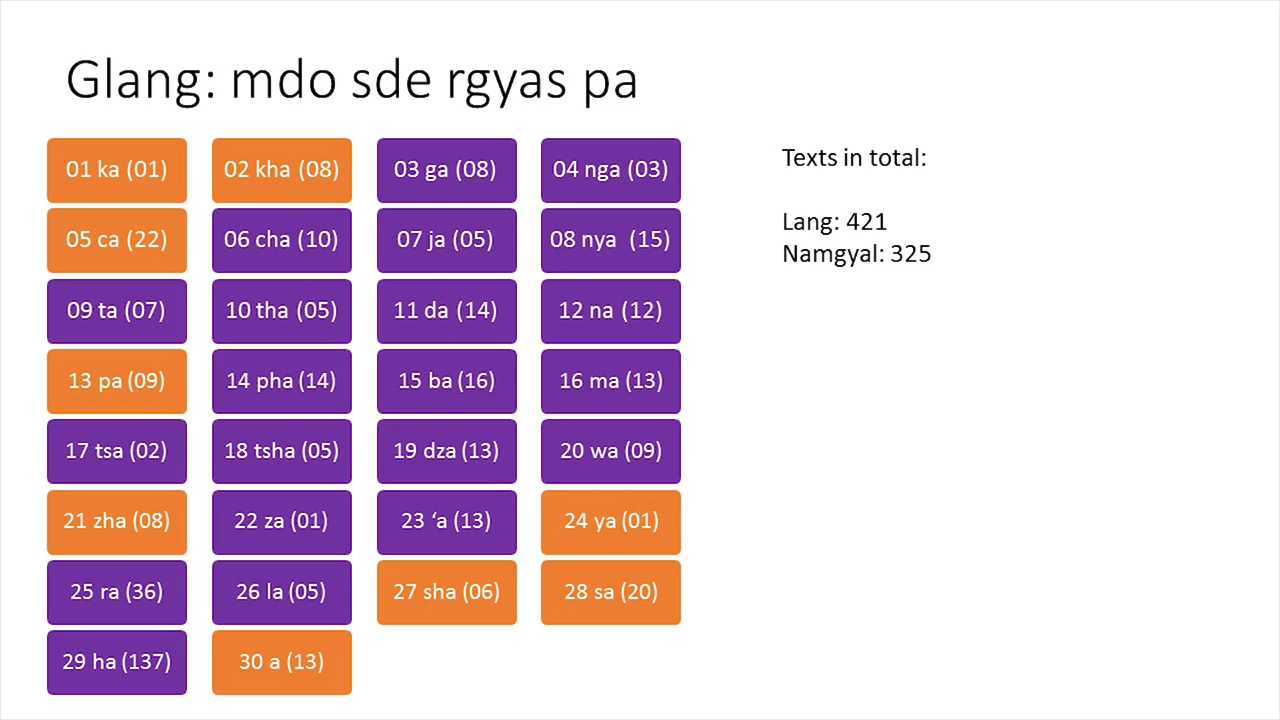 Glang: mdo sde rgyas pa
01 ka (01)
02 kha (08)
03 ga (08)
04 nga (03)
05 ca (22)
06 cha (10)
07 ja (05)
08 nya (15)
09 ta (07)
10 tha (05)
11 da (14)
12 na (12)
13 pa (09)
14 pha (14)
15 ba (16)
16 ma (13)
17 tsa (02)
18 tsha (05)
19 dza (13)
20 wa (09)
21 zha (08)
22 za (01)
23 ‘a (13)
24 ya (01)
25 ra (36)
26 la (05)
27 sha (06)
28 sa (20)
29 ha (137)
30 a (13)
Texts in total:
Lang: 421
Namgyal: 325